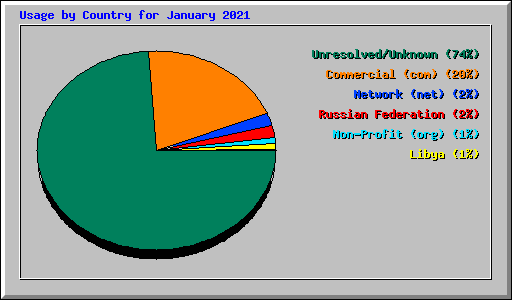 Usage by Country for January 2021
Unresolved/Unknown (74%)
Commercial (com) (20%)
Network (net) (2%)
Russian Federation (2%)
Non-Profit (org) (1%)
Libya (1%)